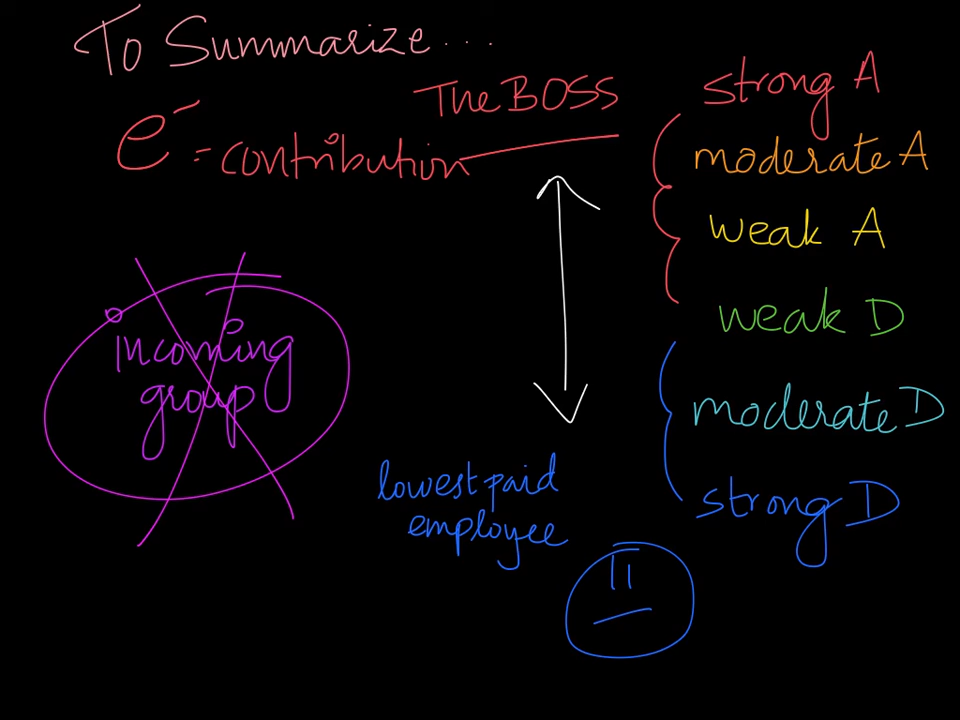 To Summarize...
The BOSS
e⁻ = contribution
strong A
moderate A
weak A
weak D
moderate D
strong D
incoming
group
lowest paid
employee